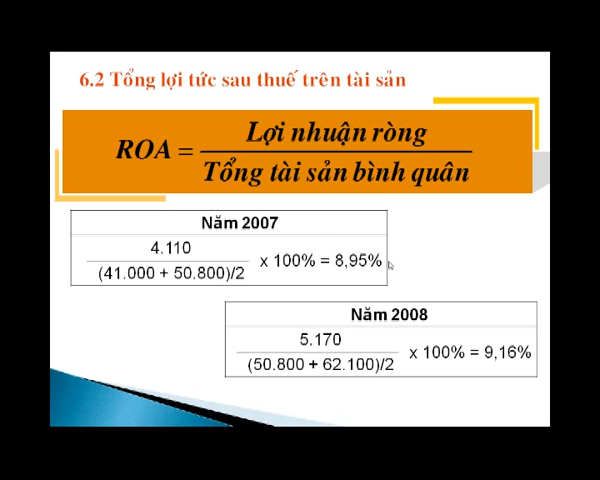 6.2 Tổng lợi tức sau thuế trên tài sản
ROA = Lợi nhuận ròng
Tổng tài sản bình quân
Năm 2007
4.110
(41.000 + 50.800)/2 x 100% = 8,95%
Năm 2008
5.170
(50.800 + 62.100)/2 x 100% = 9,16%